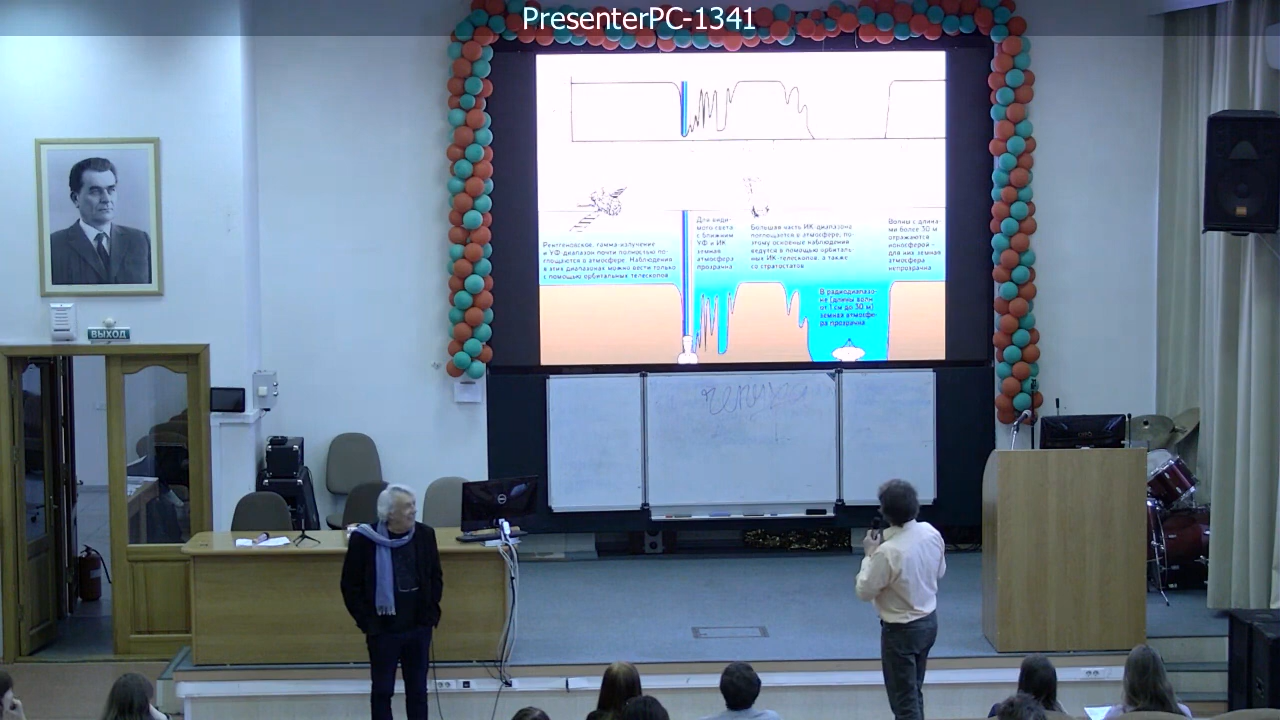 PresenterPC-1341
Для види-
мого света
с ближним
УФ и ИК
земная
атмосфера
прозрачна
Большая часть ИК-диапазона
поглощается в атмосфере, по-
этому основные наблюдения
ведутся с помощью орбиталь-
ных ИК-телескопов, а также
со стратостатов
Волны с длина-
ми более 30 м
отражаются
ионосферой –
для них земная
атмосфера
непрозрачна
Рентгеновское, гамма-излучение
и УФ диапазон почти полностью по-
глощаются в атмосфере. Наблюдения
в этих диапазонах можно вести только
с помощью орбитальных телескопов
В радиодиапазо-
не (длины волн
от 1 см до 30 м)
земная атмосфе-
ра прозрачна
ВЫХОД
DELL